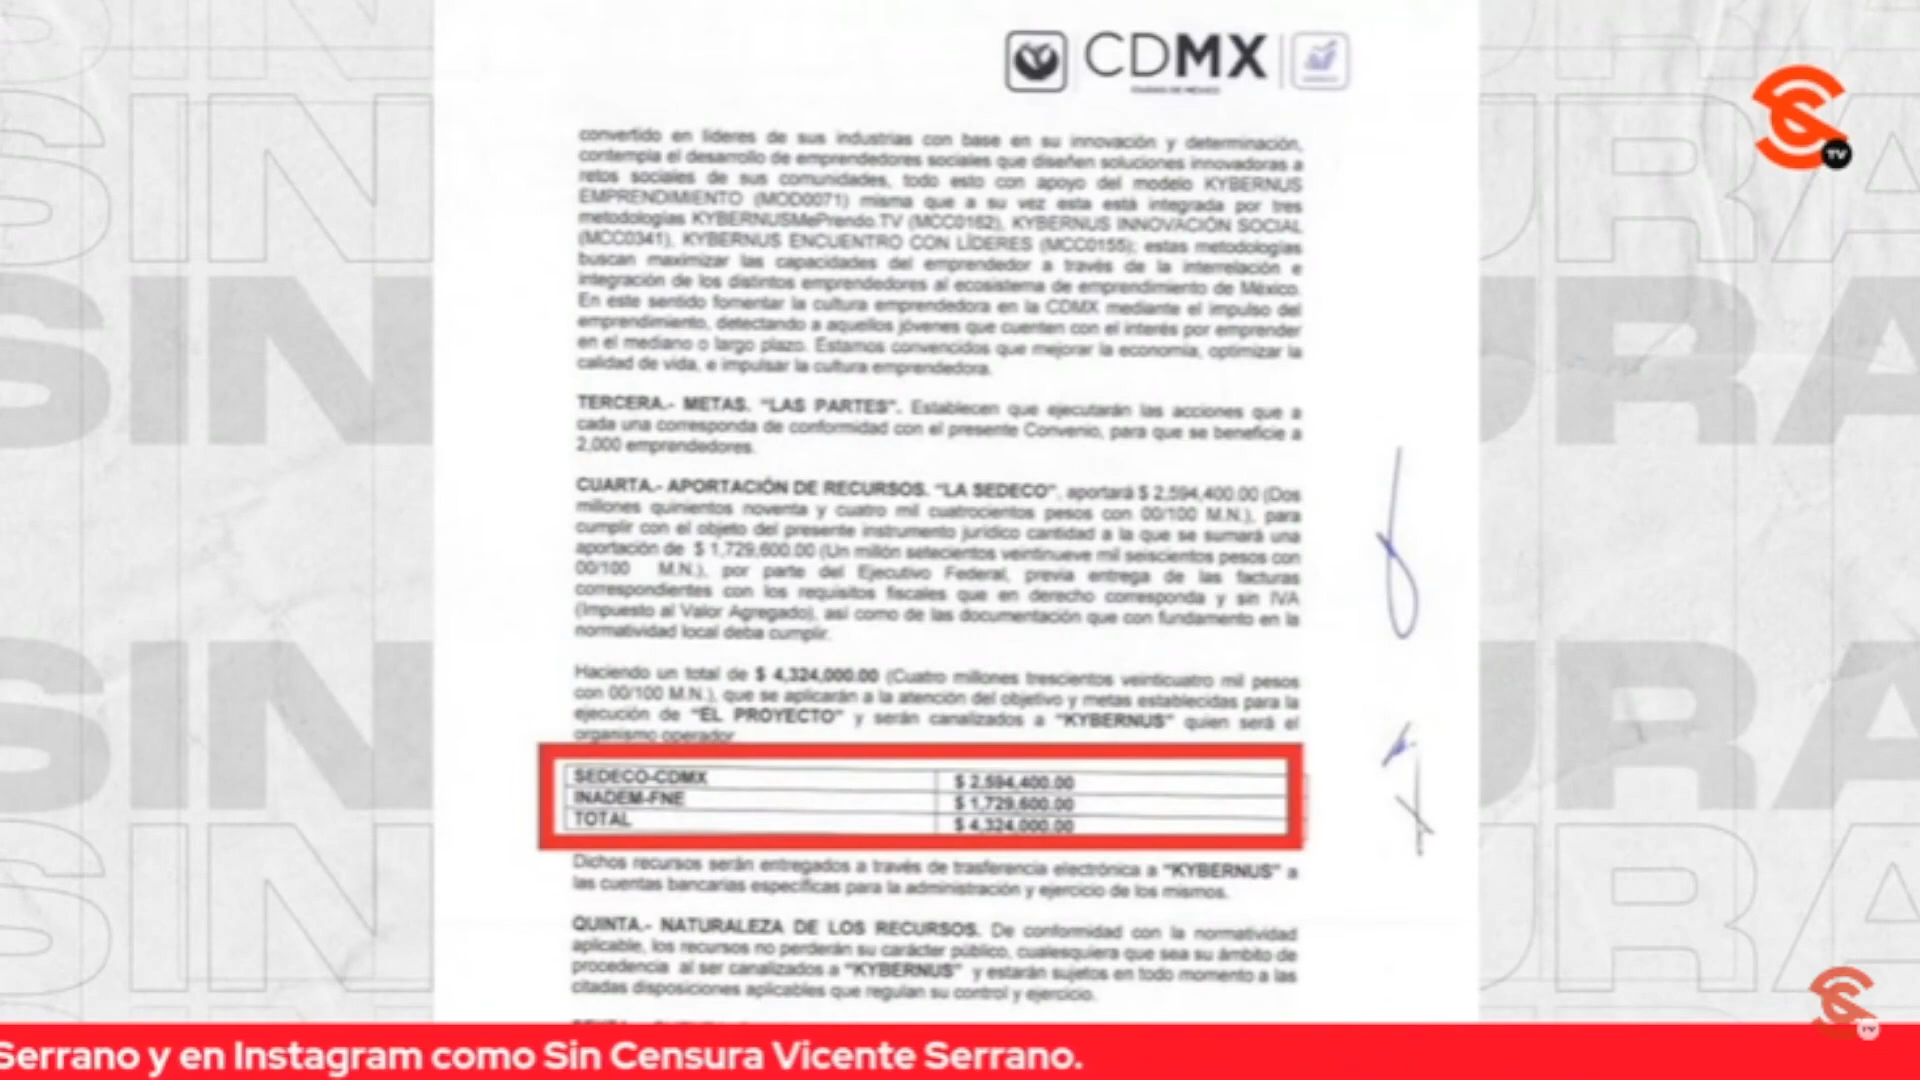 SIN
SIN
SIN
SIN
SIN
URA
URA
URA
URA
CDMX
CIUDAD DE MÉXICO
TV
convertido en líderes de sus industrias con base en su innovación y determinación,
contempla el desarrollo de emprendedores sociales que diseñen soluciones innovadoras a
retos sociales de sus comunidades, todo esto con apoyo del modelo KYBERNUS
EMPRENDIMIENTO (MOD0071) misma que a su vez esta está integrada por tres
metodologías KYBERNUSMePrendo.TV (MCC0162), KYBERNUS INNOVACIÓN SOCIAL
(MCC0341), KYBERNUS ENCUENTRO CON LÍDERES (MCC0155); estas metodologías
buscan maximizar las capacidades del emprendedor a través de la interrelación e
integración de los distintos emprendedores al ecosistema de emprendimiento de México.
En este sentido fomentar la cultura emprendedora en la CDMX mediante el impulso del
emprendimiento, detectando a aquellos jóvenes que cuenten con el interés por emprender
en el mediano o largo plazo. Estamos convencidos que mejorar la economía, optimizar la
calidad de vida, e impulsar la cultura emprendedora.
TERCERA.- METAS. "LAS PARTES". Establecen que ejecutarán las acciones que a
cada una corresponda de conformidad con el presente Convenio, para que se beneficie a
2,000 emprendedores.
CUARTA.- APORTACIÓN DE RECURSOS. "LA SEDECO", aportará $ 2,594,400.00 (Dos
millones quinientos noventa y cuatro mil cuatrocientos pesos con 00/100 M.N.), para
cumplir con el objeto del presente instrumento jurídico cantidad a la que se sumará una
aportación de $ 1,729,600.00 (Un millón setecientos veintinueve mil seiscientos pesos con
00/100 M.N.), por parte del Ejecutivo Federal, previa entrega de las facturas
correspondientes con los requisitos fiscales que en derecho corresponda y sin IVA
(Impuesto al Valor Agregado), así como de las documentación que con fundamento en la
normatividad local deba cumplir.
Haciendo un total de $ 4,324,000.00 (Cuatro millones trescientos veinticuatro mil pesos
con 00/100 M.N.), que se aplicarán a la atención del objetivo y metas establecidas para la
ejecución de "EL PROYECTO" y serán canalizados a "KYBERNUS" quien será el
organismo operador
SEDECO-CDMX $ 2,594,400.00
INADEM-FNE $ 1,729,600.00
TOTAL $ 4,324,000.00
Dichos recursos serán entregados a través de trasferencia electrónica a "KYBERNUS" a
las cuentas bancarias específicas para la administración y ejercicio de los mismos.
QUINTA.- NATURALEZA DE LOS RECURSOS. De conformidad con la normatividad
aplicable, los recursos no perderán su carácter público, cualesquiera que sea su ámbito de
procedencia al ser canalizados a "KYBERNUS" y estarán sujetos en todo momento a las
citadas disposiciones aplicables que regulan su control y ejercicio.
TV
Serrano y en Instagram como Sin Censura Vicente Serrano.